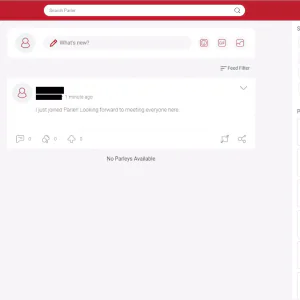 Search Parler
What's new?
Feed Filter
1 minute ago
I just joined Parler! Looking forward to meeting everyone here.
0
0
0
No Parleys Available